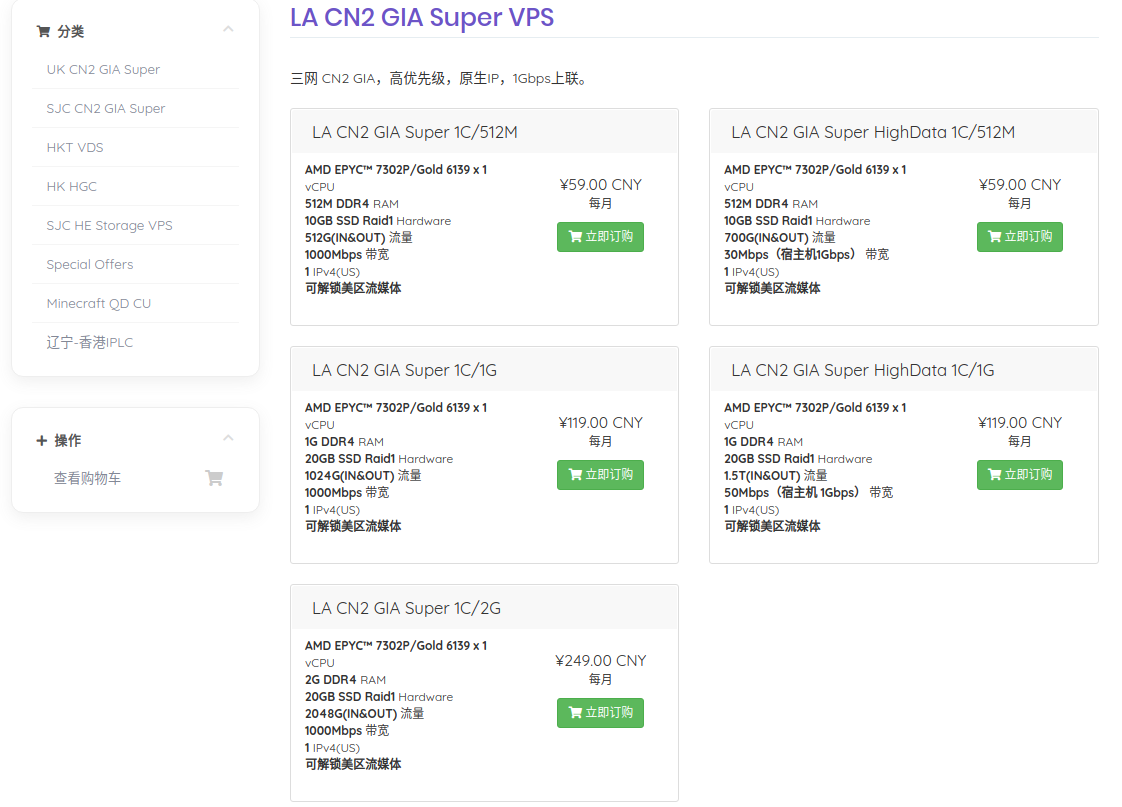 分类
UK CN2 GIA Super
SJC CN2 GIA Super
HKT VDS
HK HGC
SJC HE Storage VPS
Special Offers
Minecraft QD CU
辽宁-香港IPLC
操作
查看购物车
LA CN2 GIA Super VPS
三网 CN2 GIA，高优先级，原生IP，1Gbps上联。
LA CN2 GIA Super 1C/512M
AMD EPYC™ 7302P/Gold 6139 x 1
vCPU
512M DDR4 RAM
10GB SSD Raid1 Hardware
512G(IN&OUT) 流量
1000Mbps 带宽
1 IPv4(US)
可解锁美区流媒体
¥59.00 CNY
每月
立即订购
LA CN2 GIA Super HighData 1C/512M
AMD EPYC™ 7302P/Gold 6139 x 1
vCPU
512M DDR4 RAM
10GB SSD Raid1 Hardware
700G(IN&OUT) 流量
30Mbps（宿主机1Gbps） 带宽
1 IPv4(US)
可解锁美区流媒体
¥59.00 CNY
每月
立即订购
LA CN2 GIA Super 1C/1G
AMD EPYC™ 7302P/Gold 6139 x 1
vCPU
1G DDR4 RAM
20GB SSD Raid1 Hardware
1024G(IN&OUT) 流量
1000Mbps 带宽
1 IPv4(US)
可解锁美区流媒体
¥119.00 CNY
每月
立即订购
LA CN2 GIA Super HighData 1C/1G
AMD EPYC™ 7302P/Gold 6139 x 1
vCPU
1G DDR4 RAM
20GB SSD Raid1 Hardware
1.5T(IN&OUT) 流量
50Mbps（宿主机 1Gbps） 带宽
1 IPv4(US)
可解锁美区流媒体
¥119.00 CNY
每月
立即订购
LA CN2 GIA Super 1C/2G
AMD EPYC™ 7302P/Gold 6139 x 1
vCPU
2G DDR4 RAM
20GB SSD Raid1 Hardware
2048G(IN&OUT) 流量
1000Mbps 带宽
1 IPv4(US)
可解锁美区流媒体
¥249.00 CNY
每月
立即订购